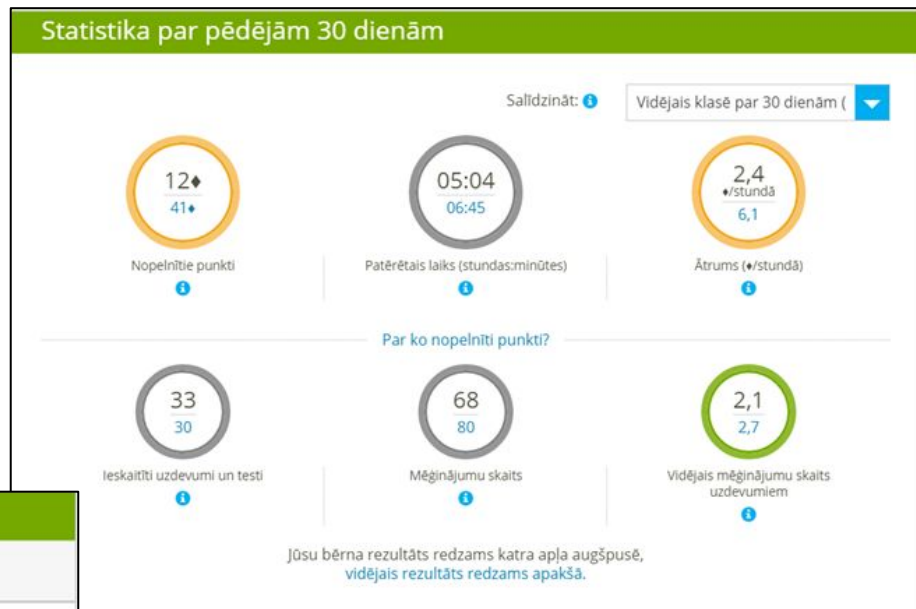 Statistika par pēdējām 30 dienām
Salīdzināt:
Vidējais klasē par 30 dienām (
12♦
41♦
Nopelnītie punkti
05:04
06:45
Patērētais laiks (stundas:minūtes)
2,4
♦/stundā
6,1
Ātrums (♦/stundā)
Par ko nopelnīti punkti?
33
30
Ieskaitīti uzdevumi un testi
68
80
Mēģinājumu skaits
2,1
2,7
Vidējais mēģinājumu skaits
uzdevumiem
Jūsu bērna rezultāts redzams katra apļa augšpusē,
vidējais rezultāts redzams apakšā.